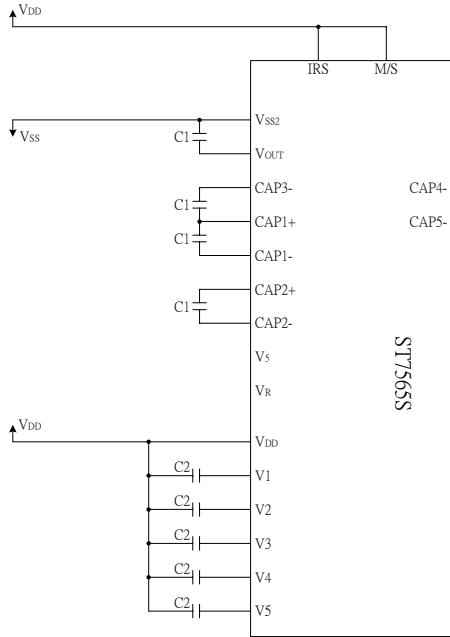 VDD
IRS M/S
VSS2
VSS
C1
VOUT
CAP3- CAP4-
C1
CAP1+ CAP5-
C1
CAP1-
CAP2+
C1
CAP2-
V5
VR
ST7565S
VDD
VDD
C2 V1
C2 V2
C2 V3
C2 V4
C2 V5